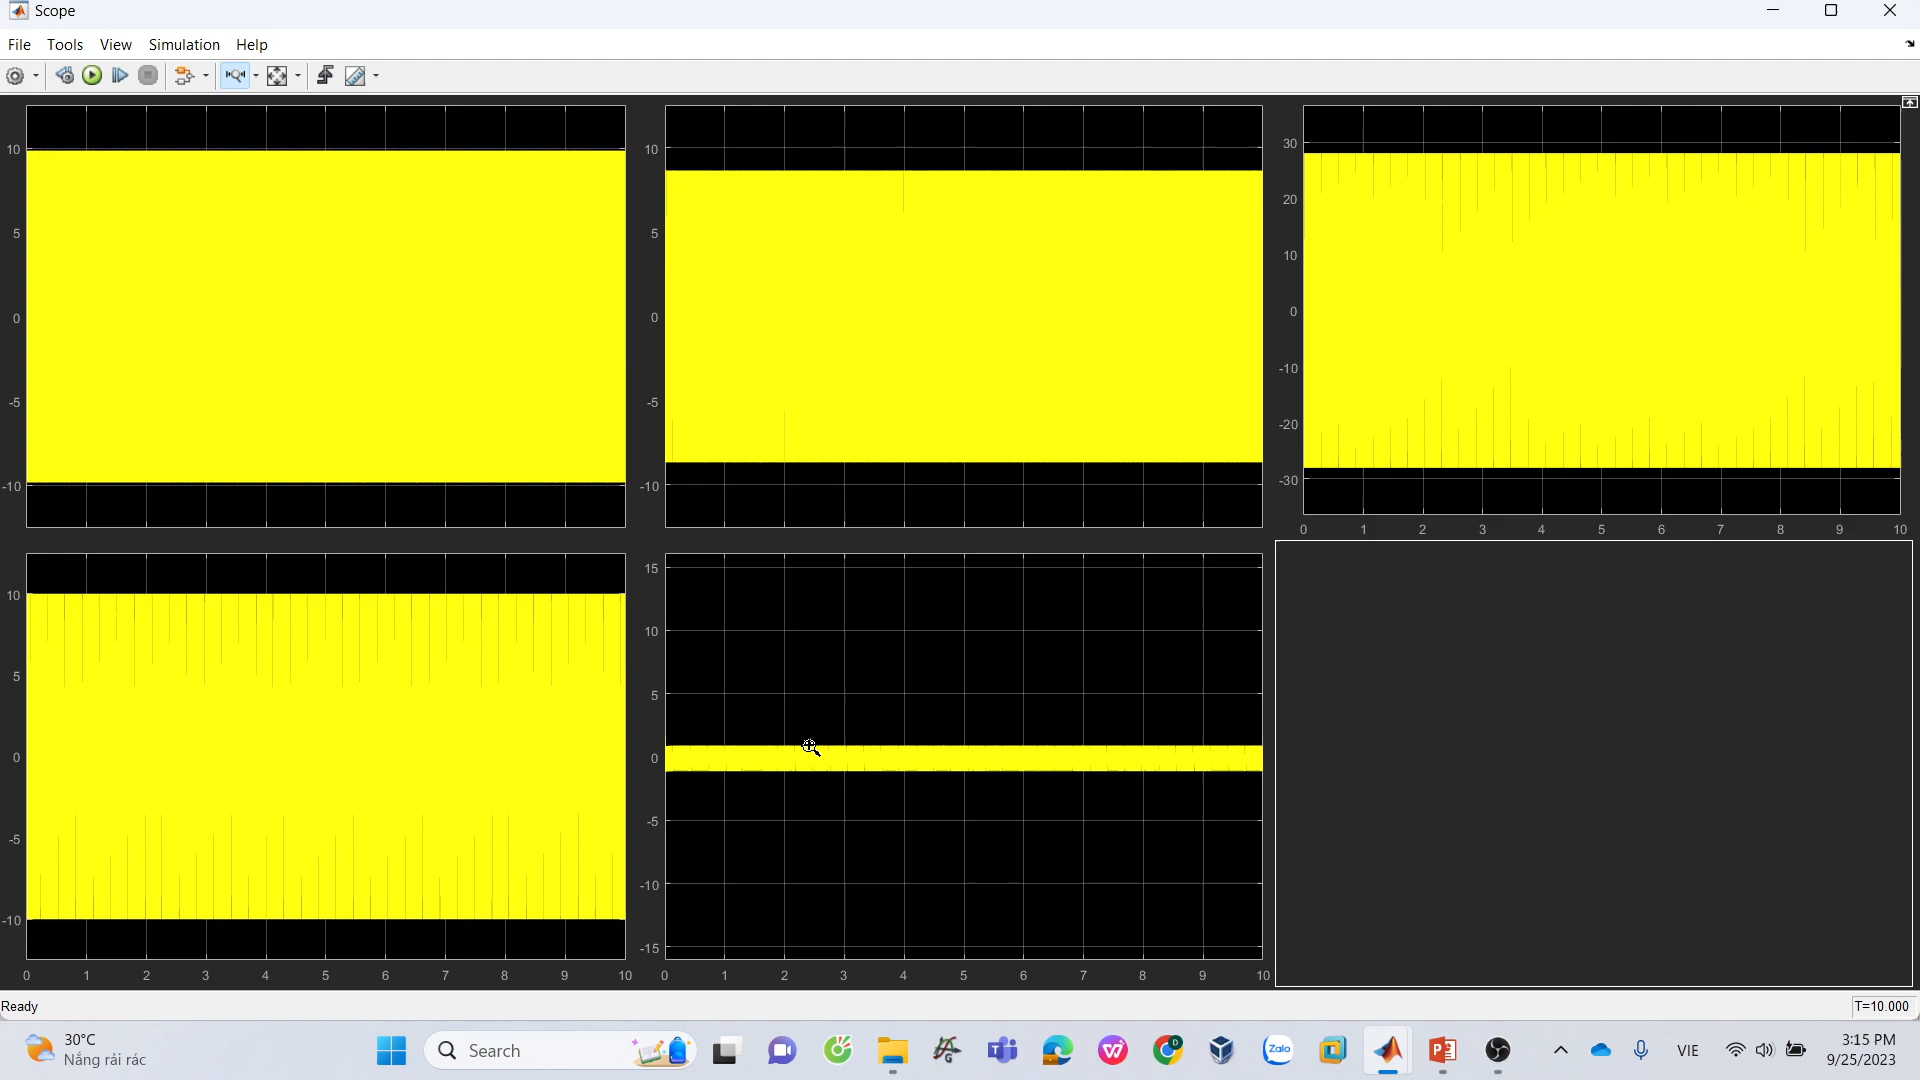 Scope
File Tools View Simulation Help
10
5
0
-5
-10
10
5
0
-5
-10
30
20
10
0
-10
-20
-30
0 1 2 3 4 5 6 7 8 9 10
10
5
0
-5
-10
0 1 2 3 4 5 6 7 8 9 10
15
10
5
0
-5
-10
-15
0 1 2 3 4 5 6 7 8 9 10
Ready
T=10.000
30°C
Nắng rải rác
Search
Zalo
VIE
3:15 PM
9/25/2023